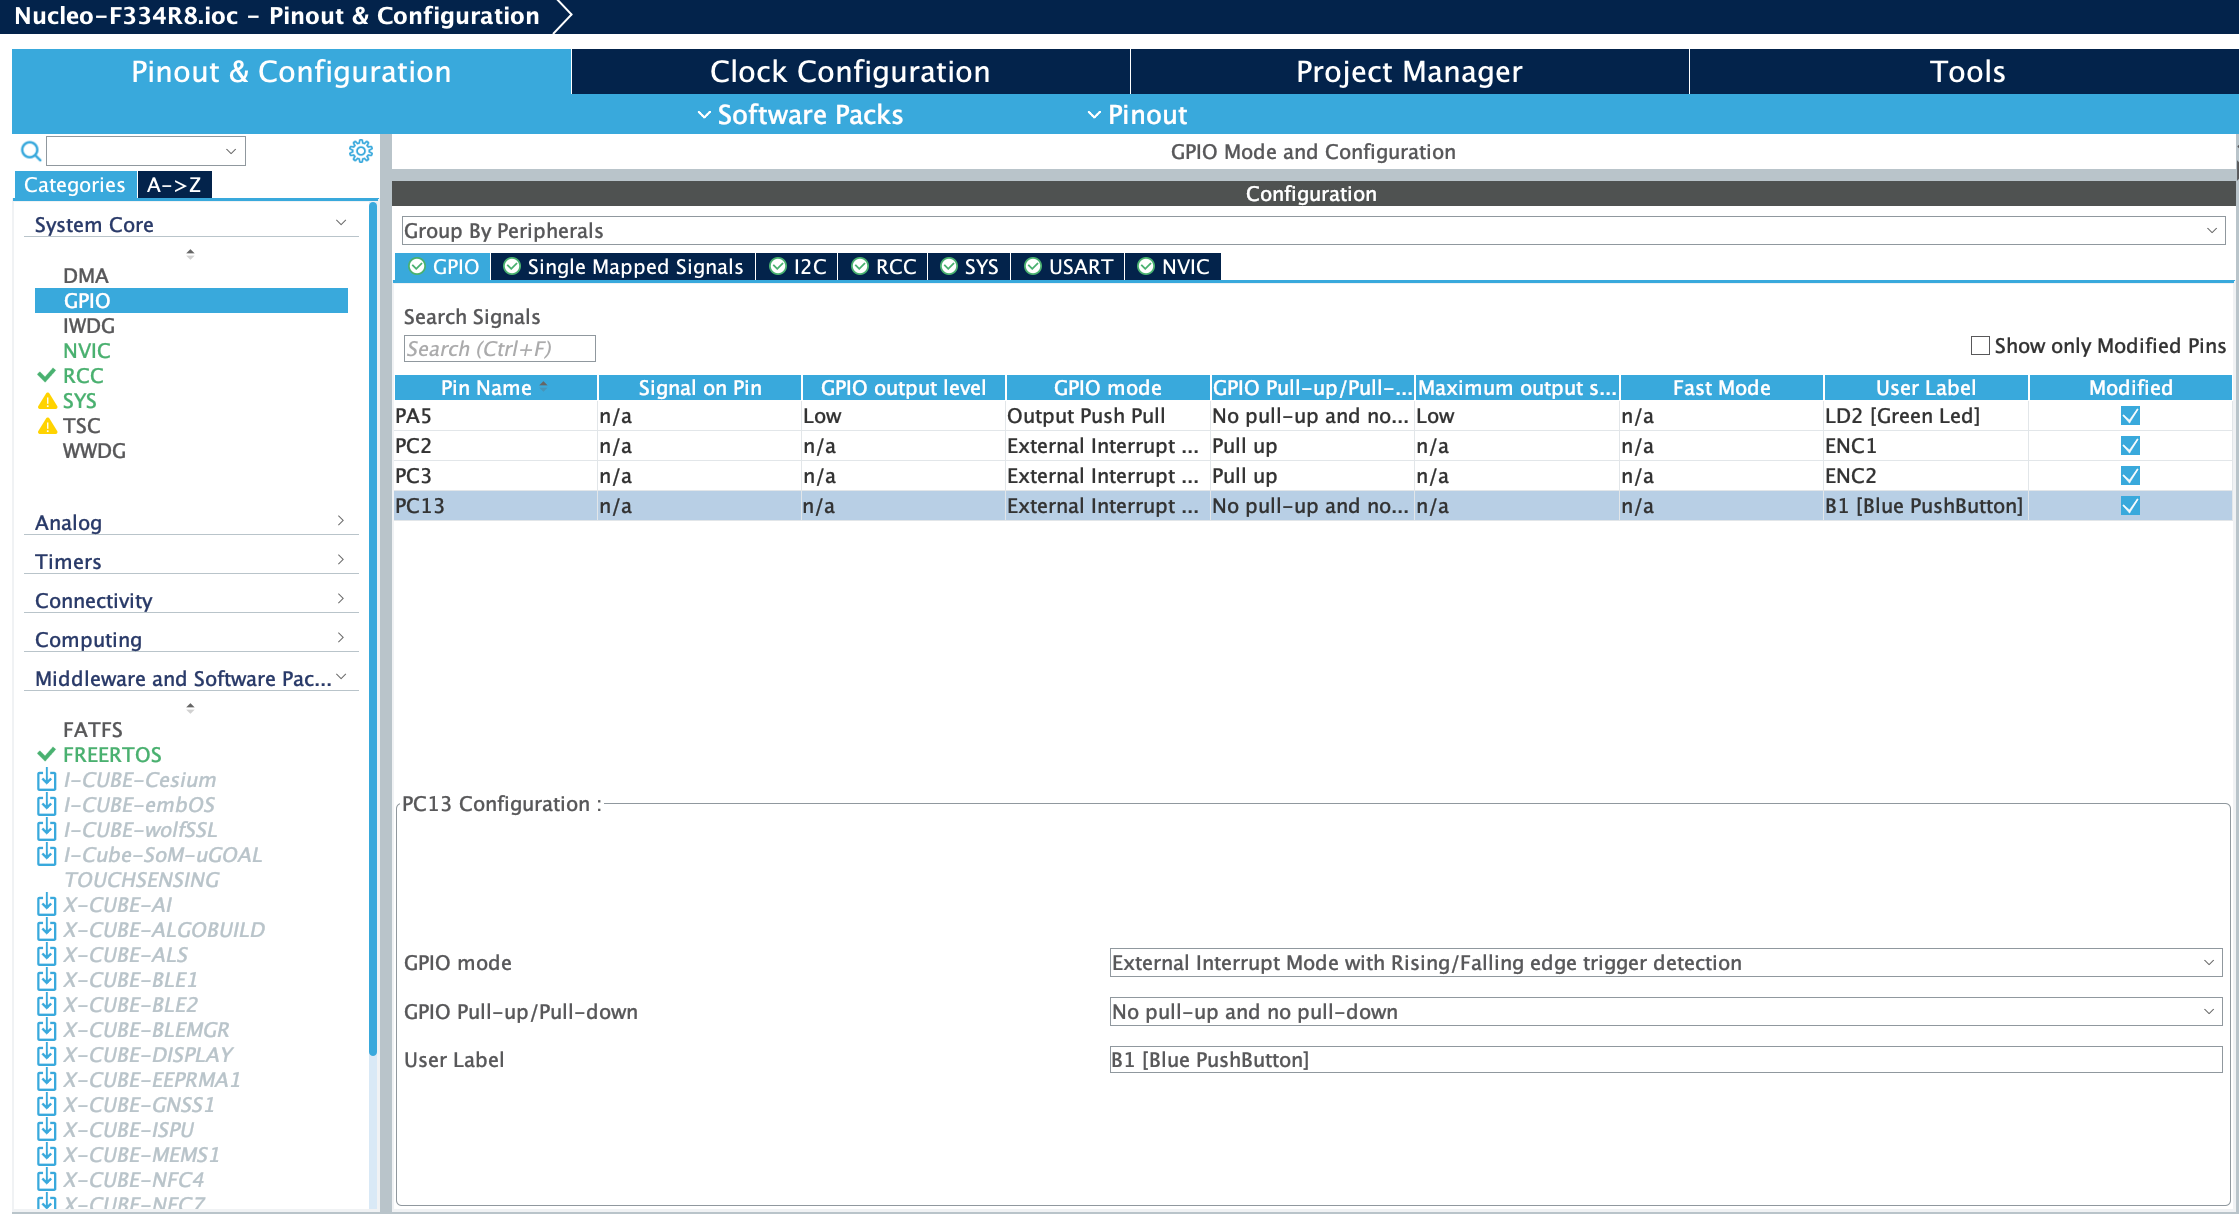 Nucleo-F334R8.ioc - Pinout & Configuration
Pinout & Configuration
Clock Configuration
Project Manager
Tools
Software Packs
Pinout
Categories
A->Z
System Core
DMA
GPIO
IWDG
NVIC
RCC
SYS
TSC
WWDG
Analog
Timers
Connectivity
Computing
Middleware and Software Pac...
FATFS
FREERTOS
I-CUBE-Cesium
I-CUBE-embOS
I-CUBE-wolfSSL
I-Cube-SoM-uGOAL
TOUCHSENSING
X-CUBE-AI
X-CUBE-ALGOBUILD
X-CUBE-ALS
X-CUBE-BLE1
X-CUBE-BLE2
X-CUBE-BLEMGR
X-CUBE-DISPLAY
X-CUBE-EEPRMA1
X-CUBE-GNSS1
X-CUBE-ISPU
X-CUBE-MEMS1
X-CUBE-NFC4
X-CUBE-NFC7
GPIO Mode and Configuration
Configuration
Group By Peripherals
GPIO Single Mapped Signals I2C RCC SYS USART NVIC
Search Signals
Search (Ctrl+F)
Show only Modified Pins
Pin Name Signal on Pin GPIO output level GPIO mode GPIO Pull-up/Pull-... Maximum output s... Fast Mode User Label Modified
PA5 n/a Low Output Push Pull No pull-up and no... Low n/a LD2 [Green Led]
PC2 n/a n/a External Interrupt ... Pull up n/a n/a ENC1
PC3 n/a n/a External Interrupt ... Pull up n/a n/a ENC2
PC13 n/a n/a External Interrupt ... No pull-up and no... n/a n/a B1 [Blue PushButton]
PC13 Configuration :
GPIO mode External Interrupt Mode with Rising/Falling edge trigger detection
GPIO Pull-up/Pull-down No pull-up and no pull-down
User Label B1 [Blue PushButton]